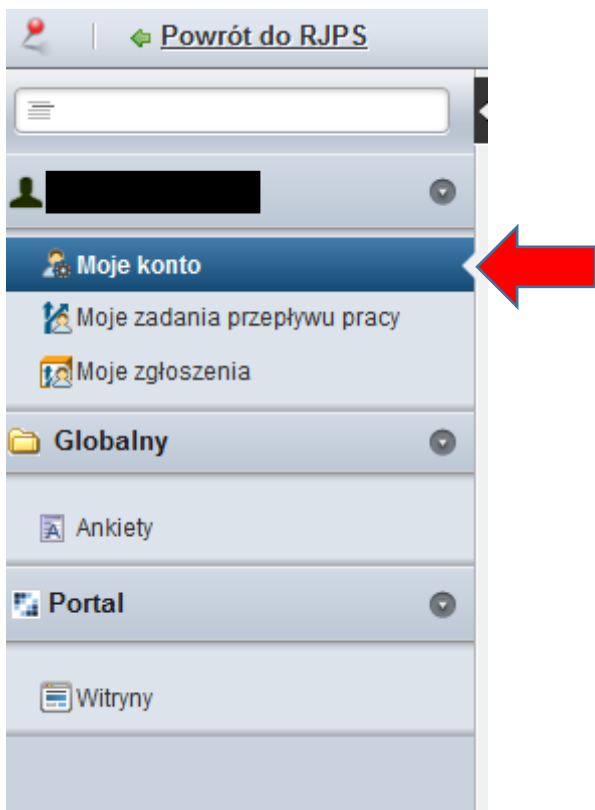 Powrót do RJPS
Moje konto
Moje zadania przepływu pracy
Moje zgłoszenia
Globalny
Ankiety
Portal
Witryny